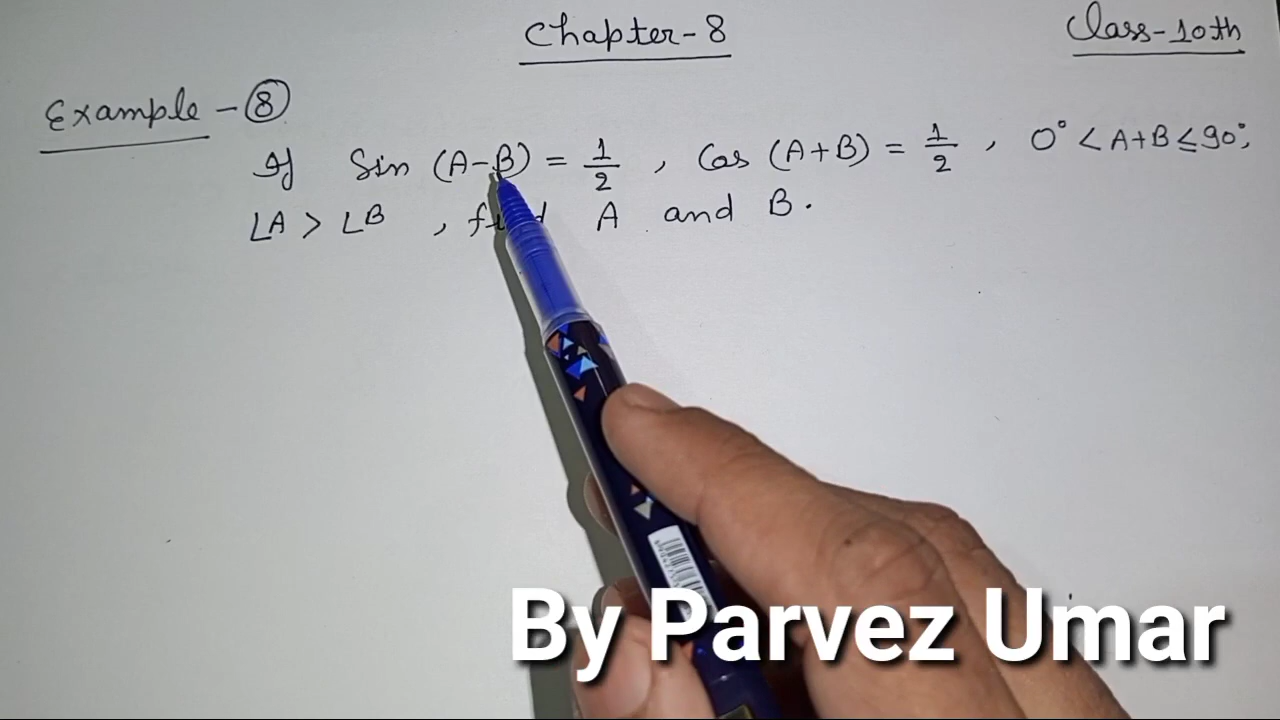 Chapter-8
Class-10th
Example-8
If Sin (A-B) = 1/2 , Cos (A+B) = 1/2 , 0° < A+B ≤ 90°,
∠A > ∠B , find A and B.
By Parvez Umar